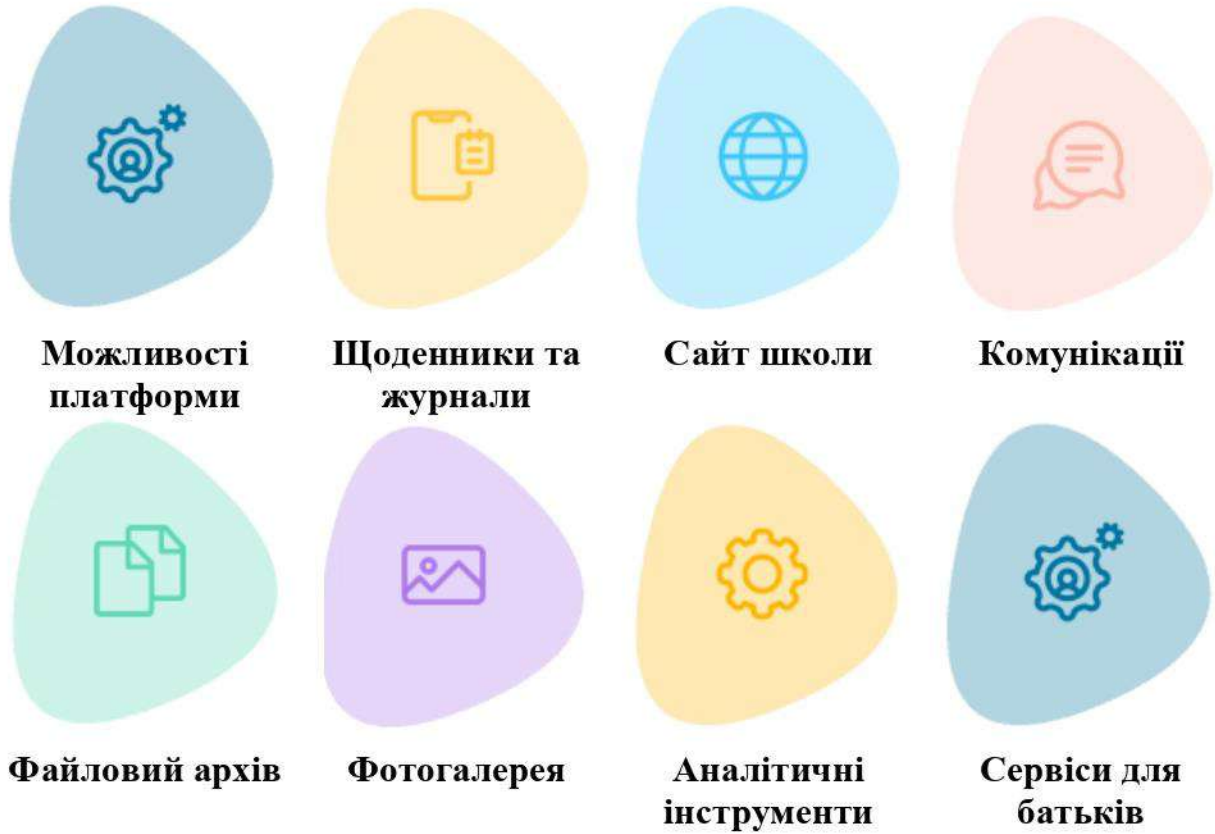 Можливості
платформи
Щоденники та
журнали
Сайт школи
Комунікації
Файловий архів
Фотогалерея
Аналітичні
інструменти
Сервіси для
батьків